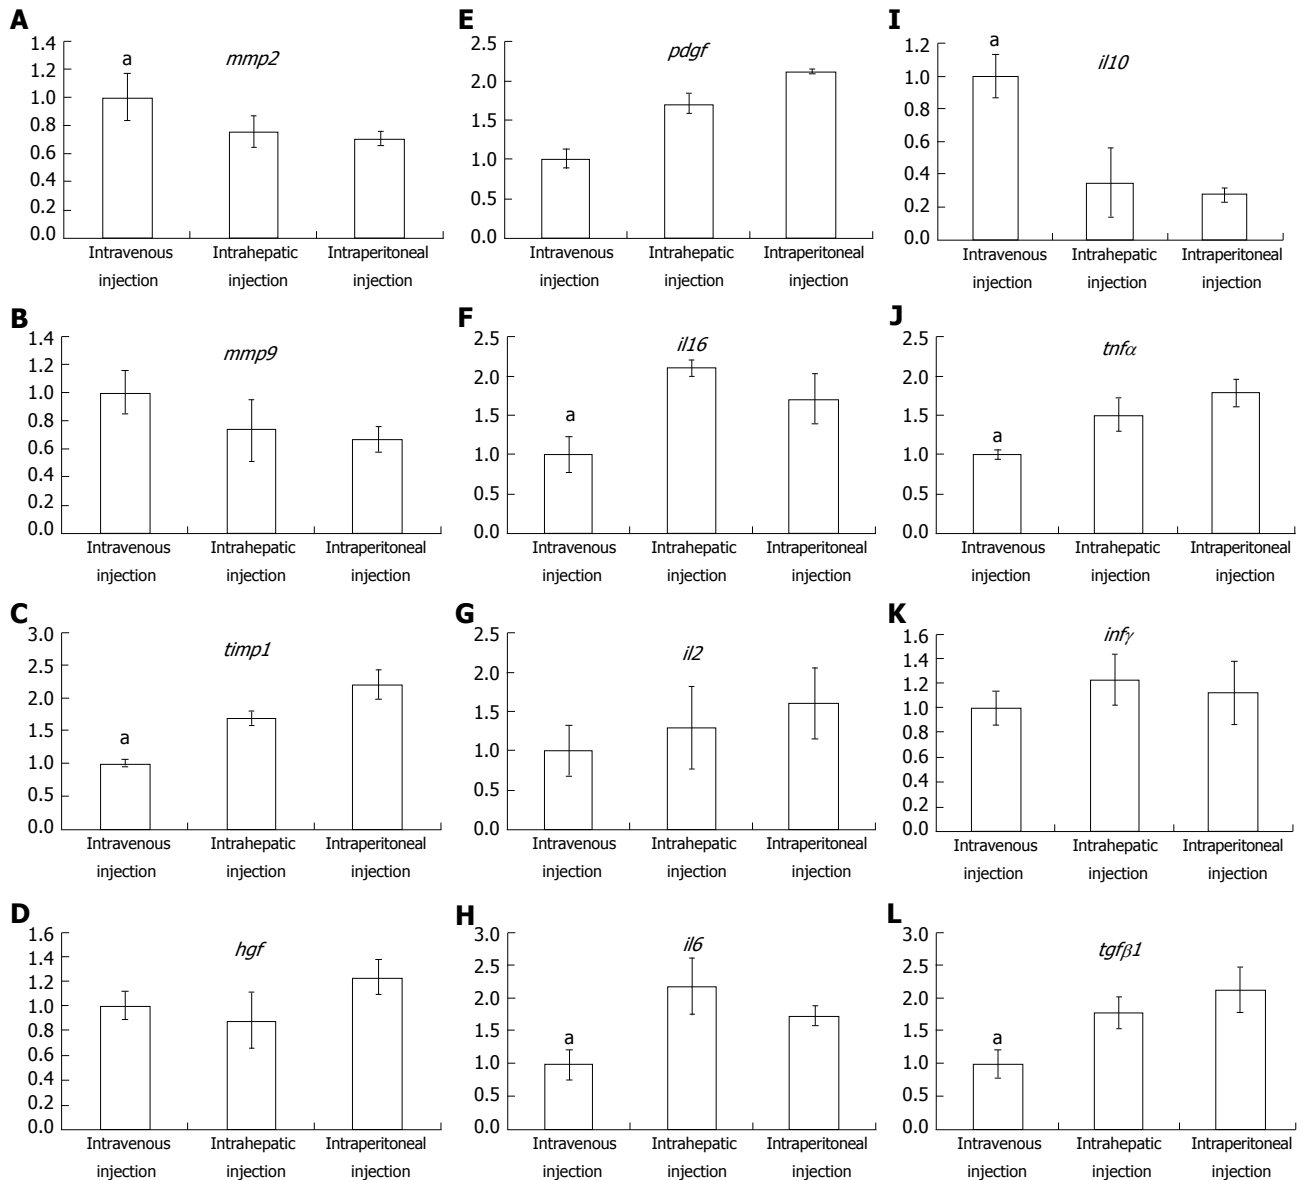 A
mmp2
a
1.4
1.2
1.0
0.8
0.6
0.4
0.2
0.0
Intravenous injection
Intrahepatic injection
Intraperitoneal injection
B
mmp9
1.4
1.2
1.0
0.8
0.6
0.4
0.2
0.0
Intravenous injection
Intrahepatic injection
Intraperitoneal injection
C
timp1
a
3.0
2.5
2.0
1.5
1.0
0.5
0.0
Intravenous injection
Intrahepatic injection
Intraperitoneal injection
D
hgf
1.6
1.4
1.2
1.0
0.8
0.6
0.4
0.2
0.0
Intravenous injection
Intrahepatic injection
Intraperitoneal injection
E
pdgf
2.5
2.0
1.5
1.0
0.5
0.0
Intravenous injection
Intrahepatic injection
Intraperitoneal injection
F
il16
a
2.5
2.0
1.5
1.0
0.5
0.0
Intravenous injection
Intrahepatic injection
Intraperitoneal injection
G
il2
2.5
2.0
1.5
1.0
0.5
0.0
Intravenous injection
Intrahepatic injection
Intraperitoneal injection
H
il6
a
3.0
2.5
2.0
1.5
1.0
0.5
0.0
Intravenous injection
Intrahepatic injection
Intraperitoneal injection
I
il10
a
1.2
1.0
0.8
0.6
0.4
0.2
0.0
Intravenous injection
Intrahepatic injection
Intraperitoneal injection
J
tnfα
a
2.5
2.0
1.5
1.0
0.5
0.0
Intravenous injection
Intrahepatic injection
Intraperitoneal injection
K
infγ
1.6
1.4
1.2
1.0
0.8
0.6
0.4
0.2
0.0
Intravenous injection
Intrahepatic injection
Intraperitoneal injection
L
tgfβ1
a
3.0
2.5
2.0
1.5
1.0
0.5
0.0
Intravenous injection
Intrahepatic injection
Intraperitoneal injection